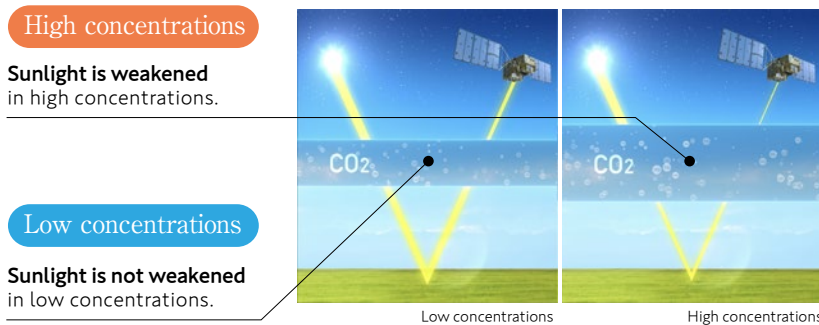 High concentrations
Sunlight is weakened
in high concentrations.
Low concentrations
Sunlight is not weakened
in low concentrations.
CO2
CO2
Low concentrations
High concentrations